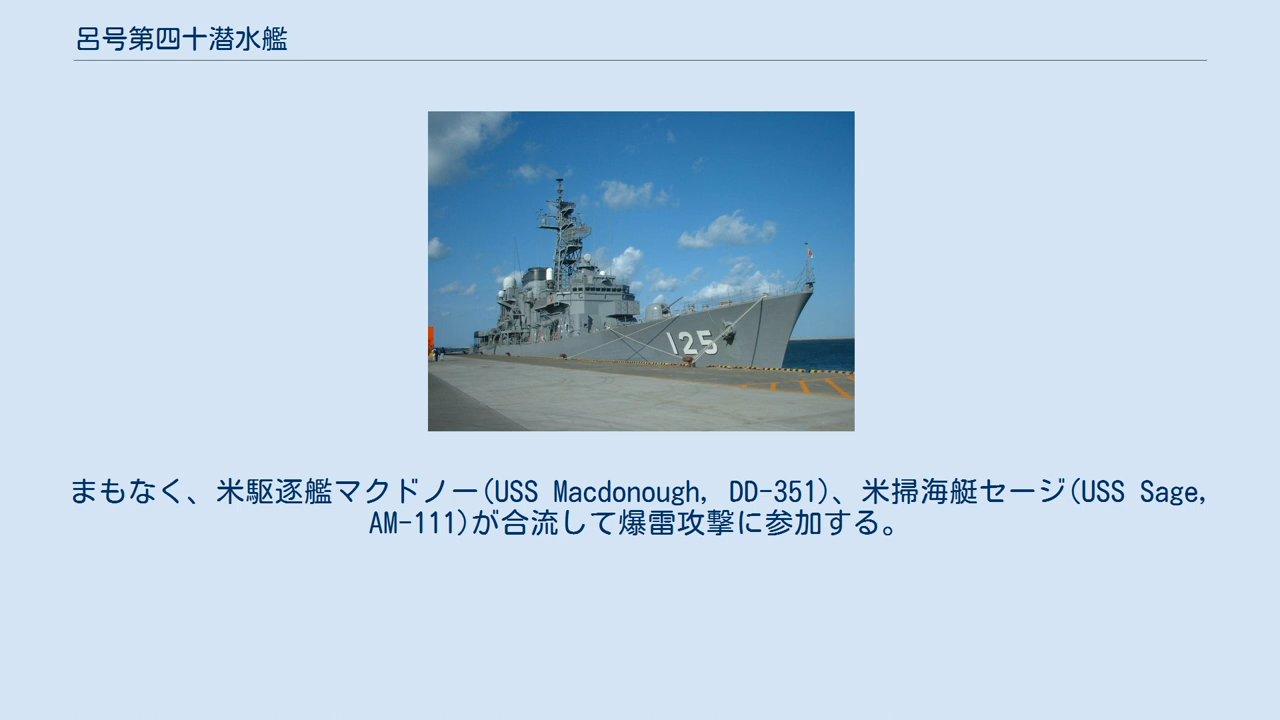 呂号第四十潜水艦
125
まもなく、米駆逐艦マクドノー(USS Macdonough, DD-351)、米掃海艇セージ(USS Sage,
AM-111)が合流して爆雷攻撃に参加する。